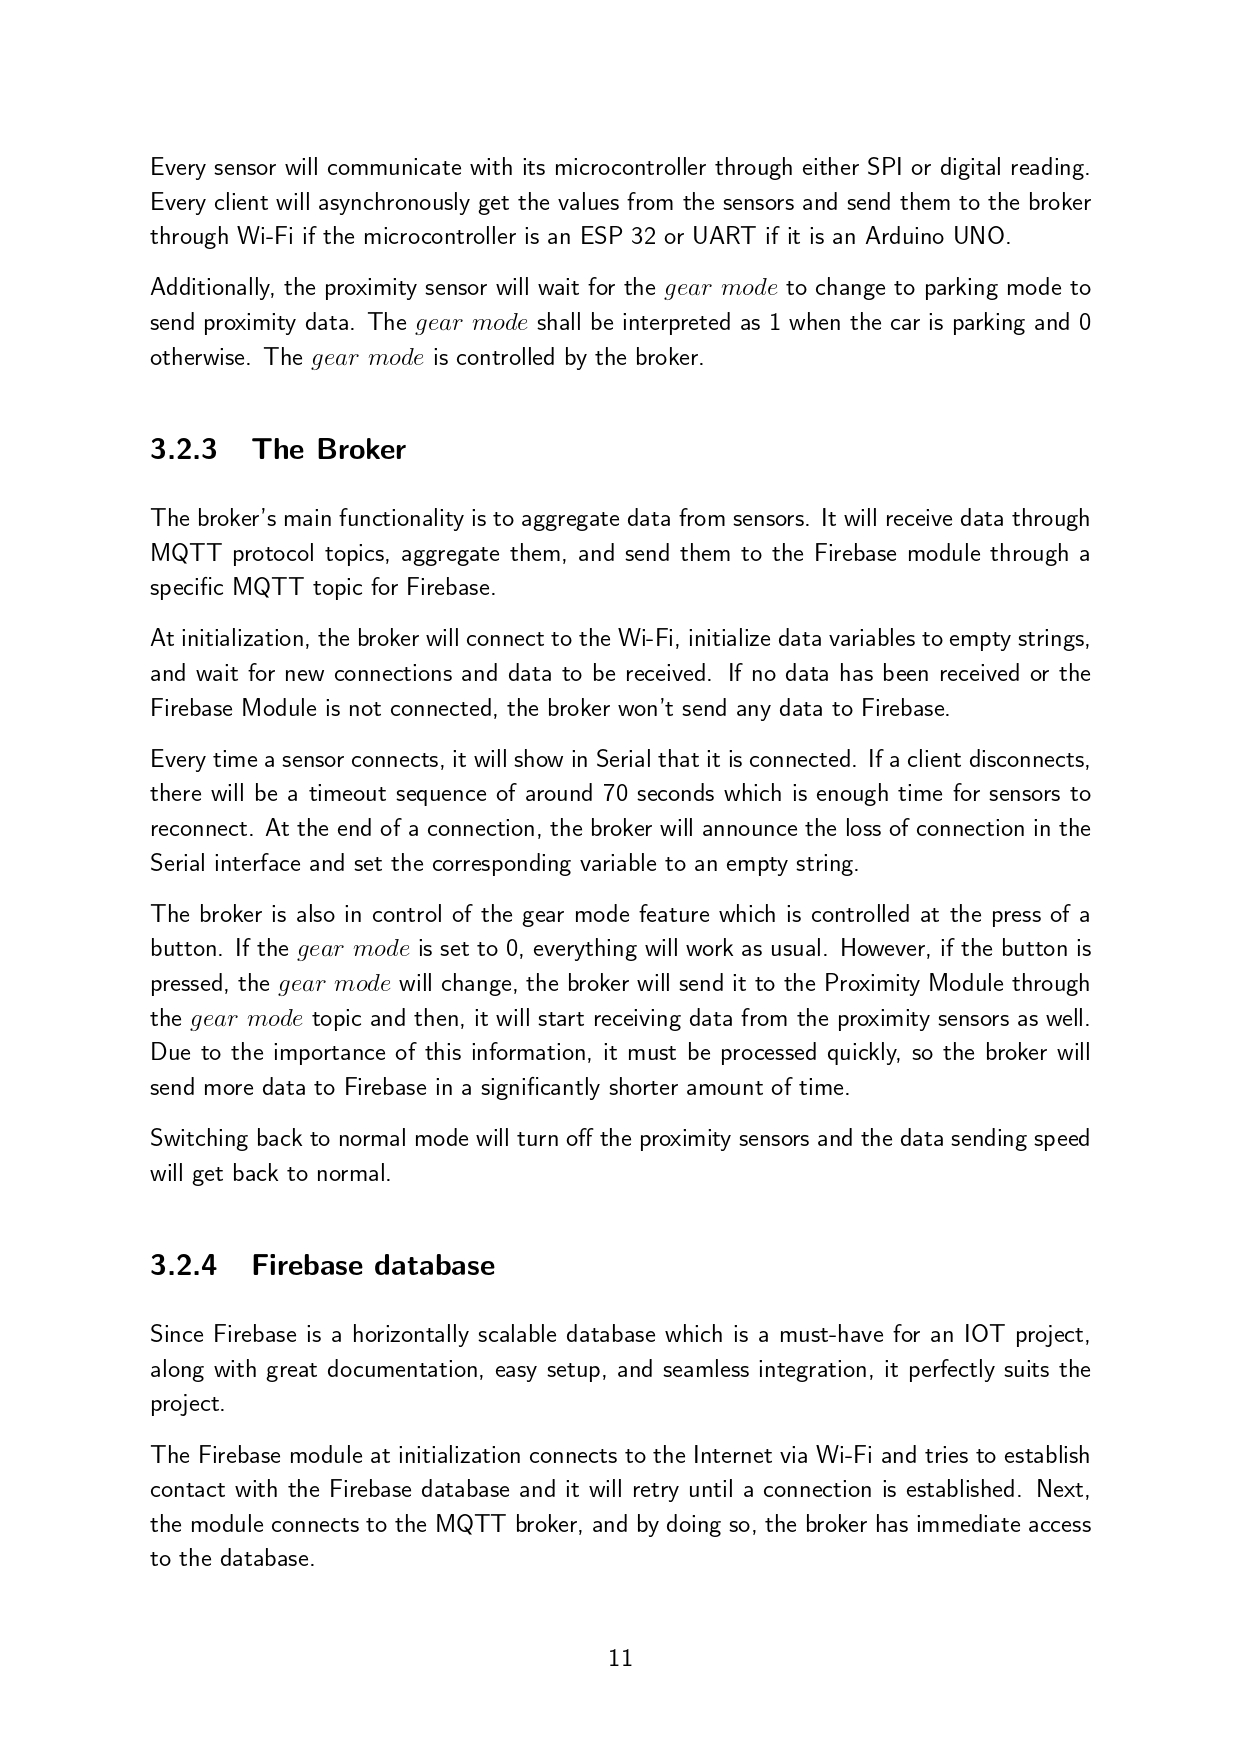 Every sensor will communicate with its microcontroller through either SPI or digital reading.
Every client will asynchronously get the values from the sensors and send them to the broker
through Wi-Fi if the microcontroller is an ESP 32 or UART if it is an Arduino UNO.
Additionally, the proximity sensor will wait for the gear mode to change to parking mode to
send proximity data. The gear mode shall be interpreted as 1 when the car is parking and 0
otherwise. The gear mode is controlled by the broker.
3.2.3 The Broker
The broker's main functionality is to aggregate data from sensors. It will receive data through
MQTT protocol topics, aggregate them, and send them to the Firebase module through a
specific MQTT topic for Firebase.
At initialization, the broker will connect to the Wi-Fi, initialize data variables to empty strings,
and wait for new connections and data to be received. If no data has been received or the
Firebase Module is not connected, the broker won't send any data to Firebase.
Every time a sensor connects, it will show in Serial that it is connected. If a client disconnects,
there will be a timeout sequence of around 70 seconds which is enough time for sensors to
reconnect. At the end of a connection, the broker will announce the loss of connection in the
Serial interface and set the corresponding variable to an empty string.
The broker is also in control of the gear mode feature which is controlled at the press of a
button. If the gear mode is set to 0, everything will work as usual. However, if the button is
pressed, the gear mode will change, the broker will send it to the Proximity Module through
the gear mode topic and then, it will start receiving data from the proximity sensors as well.
Due to the importance of this information, it must be processed quickly, so the broker will
send more data to Firebase in a significantly shorter amount of time.
Switching back to normal mode will turn off the proximity sensors and the data sending speed
will get back to normal.
3.2.4 Firebase database
Since Firebase is a horizontally scalable database which is a must-have for an IOT project,
along with great documentation, easy setup, and seamless integration, it perfectly suits the
project.
The Firebase module at initialization connects to the Internet via Wi-Fi and tries to establish
contact with the Firebase database and it will retry until a connection is established. Next,
the module connects to the MQTT broker, and by doing so, the broker has immediate access
to the database.
11